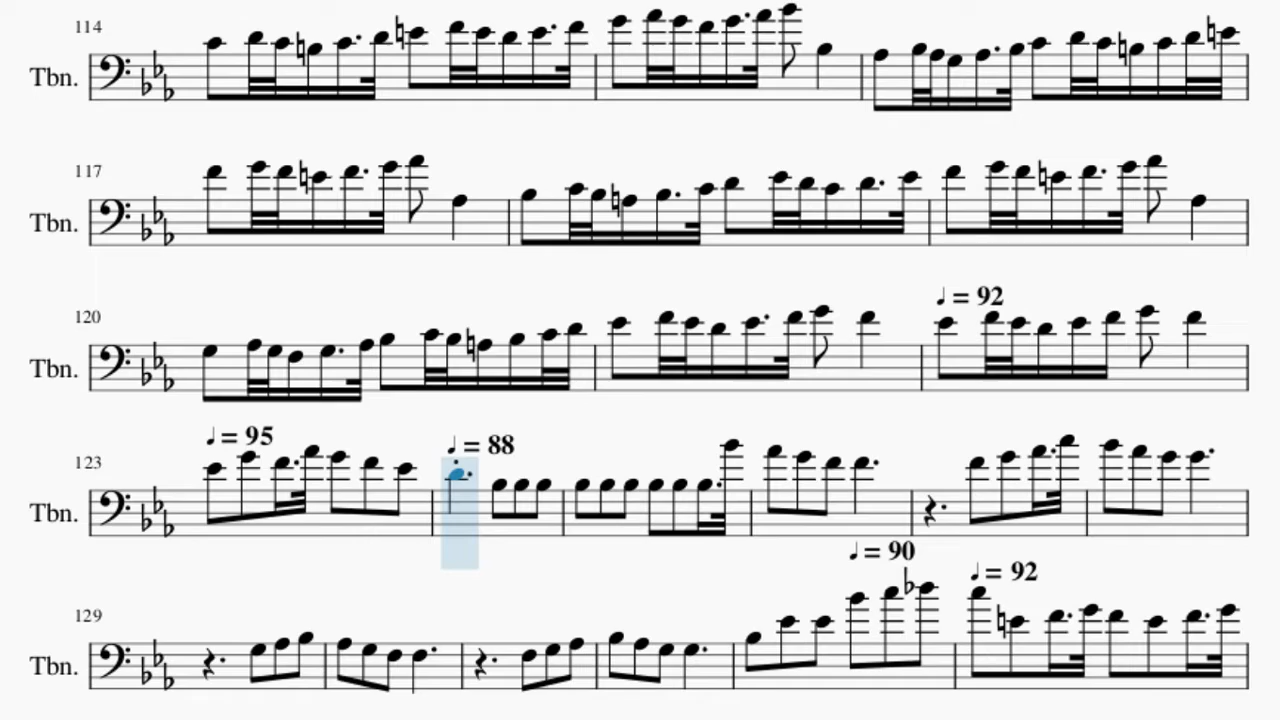 114
Tbn.
117
Tbn.
120
♩ = 92
Tbn.
123
♩ = 95
♩ = 88
Tbn.
♩ = 90
129
♩ = 92
Tbn.